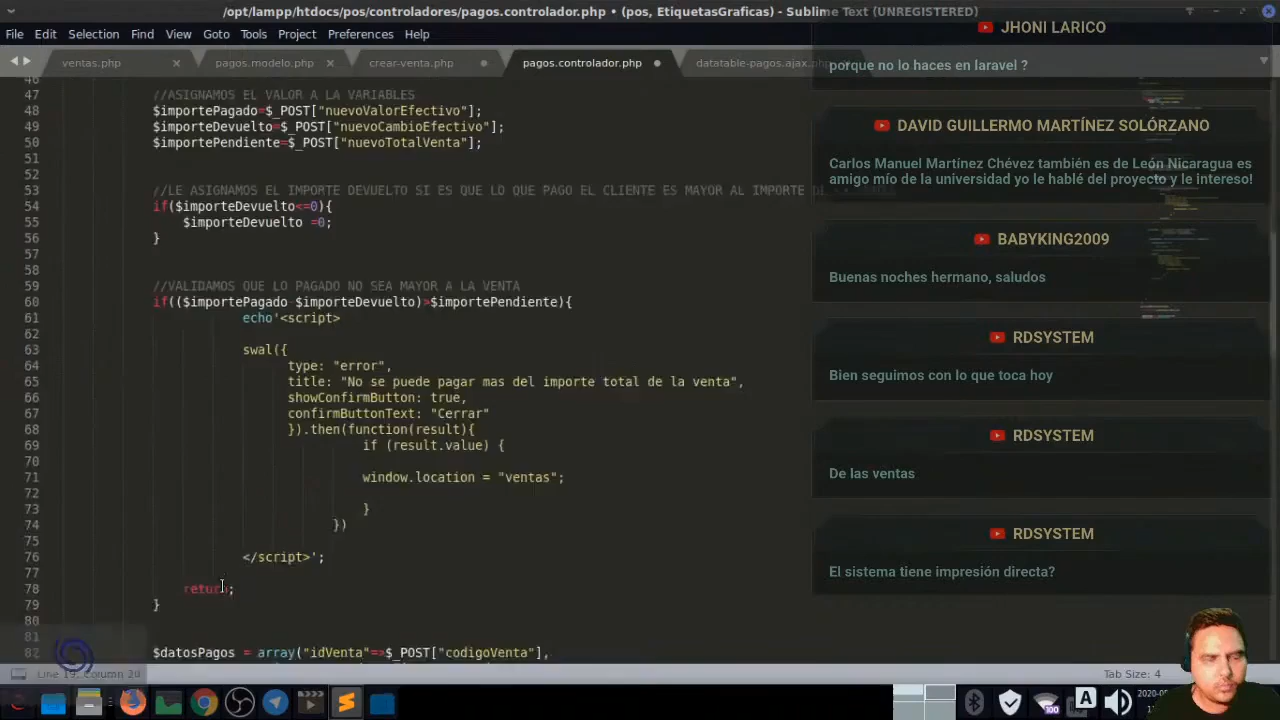 /opt/lampp/htdocs/pos/controladores/pagos.controlador.php • (pos, EtiquetasGraficas) - Sublime Text (UNREGISTERED)
File Edit Selection Find View Goto Tools Project Preferences Help
ventas.php pagos.modelo.php crear-venta.php pagos.controlador.php datatable-pagos.ajax.php
46
47 //ASIGNAMOS EL VALOR A LA VARIABLES
48 $importePagado=$_POST["nuevoValorEfectivo"];
49 $importeDevuelto=$_POST["nuevoCambioEfectivo"];
50 $importePendiente=$_POST["nuevoTotalVenta"];
51
52
53 //LE ASIGNAMOS EL IMPORTE DEVUELTO SI ES QUE LO QUE PAGO EL CLIENTE ES MAYOR AL IMPORTE DE
54 if($importeDevuelto<=0){
55 $importeDevuelto =0;
56 }
57
58
59 //VALIDAMOS QUE LO PAGADO NO SEA MAYOR A LA VENTA
60 if(($importePagado-$importeDevuelto)>$importePendiente){
61 echo'<script>
62
63 swal({
64 type: "error",
65 title: "No se puede pagar mas del importe total de la venta",
66 showConfirmButton: true,
67 confirmButtonText: "Cerrar"
68 }).then(function(result){
69 if (result.value) {
70
71 window.location = "ventas";
72
73 }
74 })
75
76 </script>';
77
78 return;
79 }
80
81
82 $datosPagos = array("idVenta"=>$_POST["codigoVenta"],
JHONI LARICO
porque no lo haces en laravel ?
DAVID GUILLERMO MARTÍNEZ SOLÓRZANO
Carlos Manuel Martínez Chévez también es de León Nicaragua es
amigo mío de la universidad yo le hablé del proyecto y le intereso!
BABYKING2009
Buenas noches hermano, saludos
RDSYSTEM
Bien seguimos con lo que toca hoy
RDSYSTEM
De las ventas
RDSYSTEM
El sistema tiene impresión directa?
Tab Size: 4
100
A